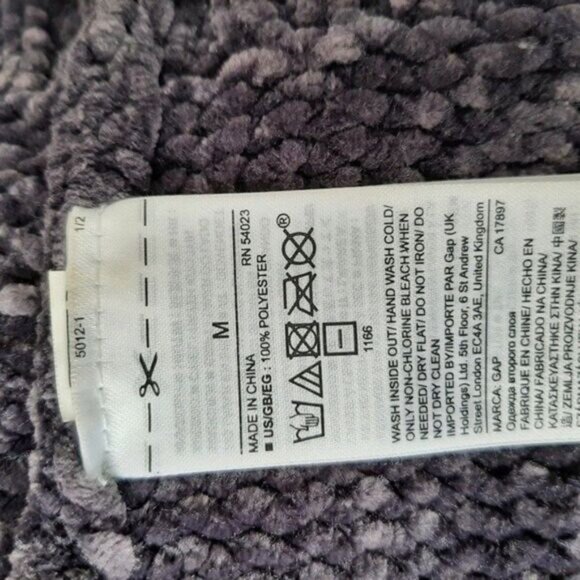 1/2
5012-1
M
RN 54023
MADE IN CHINA
■ US/GB/EG : 100% POLYESTER
®
1166
WASH INSIDE OUT/ HAND WASH COLD/
ONLY NON-CHLORINE BLEACH WHEN
NEEDED/ DRY FLAT/ DO NOT IRON/ DO
NOT DRY CLEAN
IMPORTED BY/IMPORTE PAR Gap (UK
Holdings) Ltd. 5th Floor, 6 St Andrew
Street London. EC4A 3AE, United Kingdom
MARCA GAP CA 17897
Одежда второго слоя
FABRIQUE EN CHINE/ HECHO EN
CHINA/ FABRICADO NA CHINA/
ΚΑΤΑΣΚΕΥΑΣΤΗΚΕ ΣΤΗΝ ΚΙΝΑ/ 中國製
造/ ZEMLJA PROIZVODNJE KINA/